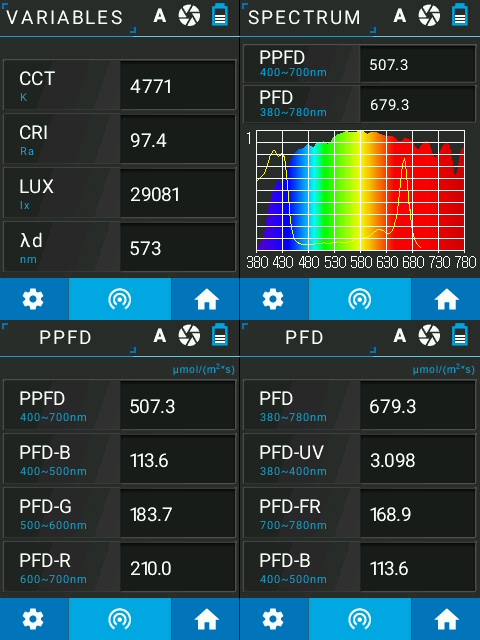 VARIABLES A
CCT
K
4771
CRI
Ra
97.4
LUX
lx
29081
λd
nm
573
SPECTRUM A
PPFD
400~700nm
507.3
PFD
380~780nm
679.3
1
380 430 480 530 580 630 680 730 780
PPFD A
μmol/(m²*s)
PPFD
400~700nm
507.3
PFD-B
400~500nm
113.6
PFD-G
500~600nm
183.7
PFD-R
600~700nm
210.0
PFD A
μmol/(m²*s)
PFD
380~780nm
679.3
PFD-UV
380~400nm
3.098
PFD-FR
700~780nm
168.9
PFD-B
400~500nm
113.6